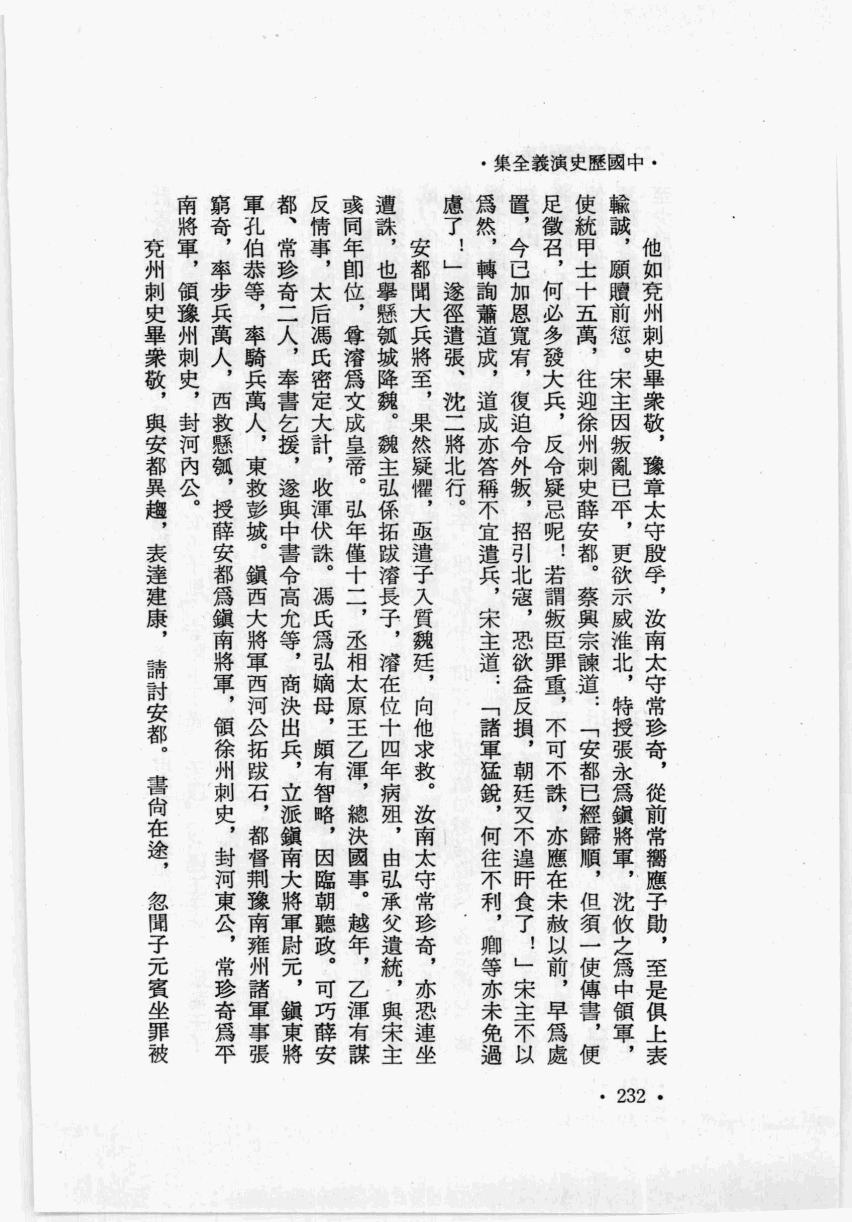 ·中國歷史演義全集·
他如兗州刺史畢衆敬，豫章太守殷孚，汝南太守常珍奇，從前常嚮應子勛，至是俱上表
輸誠，願贖前愆。宋主因叛亂已平，更欲示威淮北，特授張永爲鎭將軍，沈攸之爲中領軍，
使統甲士十五萬，往迎徐州刺史薛安都。蔡興宗諫道：「安都已經歸順，但須一使傳書，便
足徵召，何必多發大兵，反令疑忌呢！若謂叛臣罪重，不可不誅，亦應在未赦以前，早爲處
置，今已加恩寬宥，復迫令外叛，招引北寇，恐欲益反損，朝廷又不遑旰食了！」宋主不以
爲然，轉詢蕭道成，道成亦答稱不宜遣兵，宋主道：「諸軍猛銳，何往不利，卿等亦未免過
慮了！」遂徑遣張、沈二將北行。
安都聞大兵將至，果然疑懼，亟遣子入質魏廷，向他求救。汝南太守常珍奇，亦恐連坐
遭誅，也舉懸瓠城降魏。魏主弘係拓跋濬長子，濬在位十四年病殂，由弘承父遺統，與宋主
彧同年卽位，尊濬爲文成皇帝。弘年僅十二，丞相太原王乙渾，總決國事。越年，乙渾有謀
反情事，太后馮氏密定大計，收渾伏誅。馮氏爲弘嫡母，頗有智略，因臨朝聽政。可巧薛安
都、常珍奇二人，奉書乞援，遂與中書令高允等，商決出兵，立派鎭南大將軍尉元，鎭東將
軍孔伯恭等，率騎兵萬人，東救彭城。鎭西大將軍西河公拓跋石，都督荆豫南雍州諸軍事張
窮奇，率步兵萬人，西救懸瓠，授薛安都爲鎭南將軍，領徐州刺史，封河東公，常珍奇爲平
南將軍，領豫州刺史，封河內公。
兗州刺史畢衆敬，與安都異趨，表達建康，請討安都。書尙在途，忽聞子元賓坐罪被
·232·